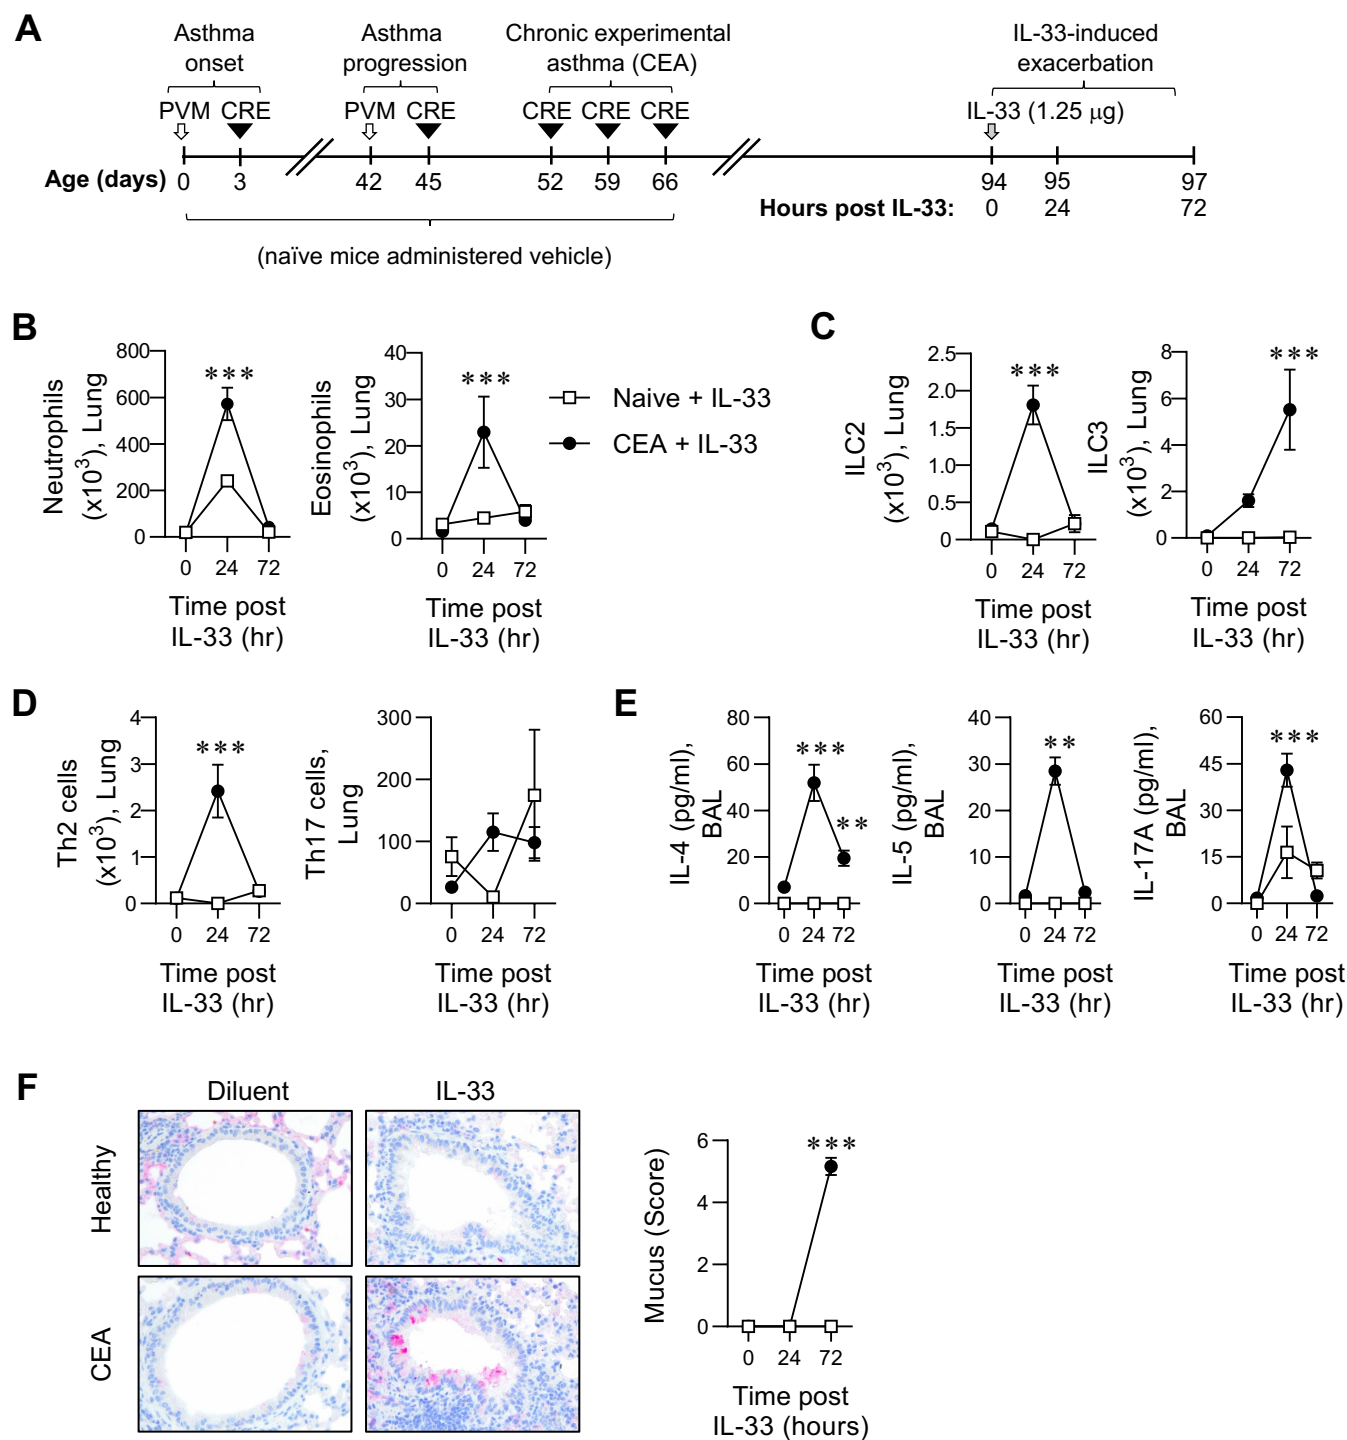 A
Asthma
onset
Asthma
progression
Chronic experimental
asthma (CEA)
IL-33-induced
exacerbation
PVM CRE PVM CRE CRE CRE CRE IL-33 (1.25 μg)
Age (days) 0 3 42 45 52 59 66 94 95 97
Hours post IL-33: 0 24 72
(naïve mice administered vehicle)
B
Neutrophils
(x10³), Lung
800
600
400
200
0
***
0 24 72
Time post
IL-33 (hr)
Eosinophils
(x10³), Lung
40
30
20
10
0
***
0 24 72
Time post
IL-33 (hr)
Naive + IL-33
CEA + IL-33
C
ILC2
(x10³), Lung
2.5
2.0
1.5
1.0
0.5
0
***
0 24 72
Time post
IL-33 (hr)
ILC3
(x10³), Lung
8
6
4
2
0
***
0 24 72
Time post
IL-33 (hr)
D
Th2 cells
(x10³), Lung
4
3
2
1
0
***
0 24 72
Time post
IL-33 (hr)
Th17 cells,
Lung
300
200
100
0
0 24 72
Time post
IL-33 (hr)
E
IL-4 (pg/ml),
BAL
80
60
40
20
0
***
**
0 24 72
Time post
IL-33 (hr)
IL-5 (pg/ml),
BAL
40
30
20
10
0
**
0 24 72
Time post
IL-33 (hr)
IL-17A (pg/ml),
BAL
60
45
30
15
0
***
0 24 72
Time post
IL-33 (hr)
F
Diluent IL-33
Healthy
CEA
Mucus (Score)
6
4
2
0
***
0 24 72
Time post
IL-33 (hours)